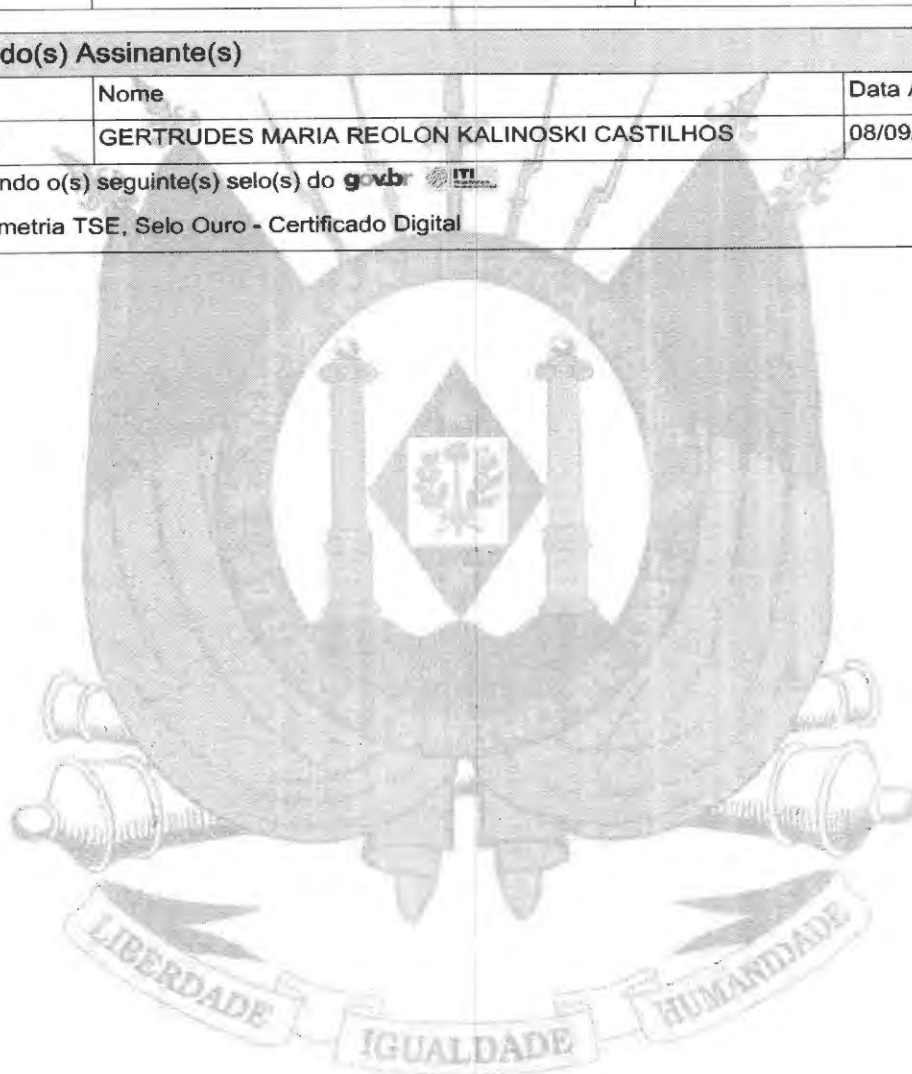 do(s) Assinante(s)
Nome Data A
GERTRUDES MARIA REOLON KALINOSKI CASTILHOS 08/09
ndo o(s) seguinte(s) selo(s) do gov.br ITI
metria TSE, Selo Ouro - Certificado Digital
LIBERDADE IGUALDADE HUMANIDADE